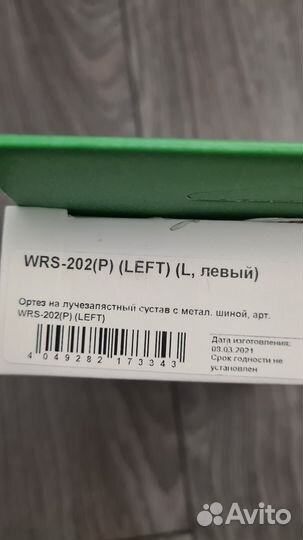 WRS-202(P) (LEFT) (L, левый)
Ортез на лучезапястный сустав с метал. шиной, арт.
WRS-202(P) (LEFT)
4 049282 173343
Дата изготовления:
08.03.2021
Срок годности не
установлен
Avito